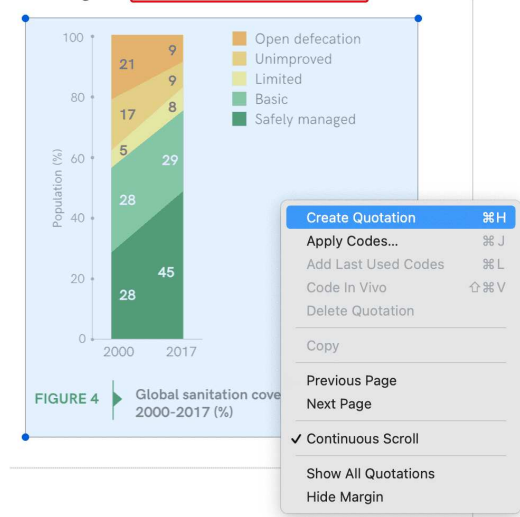 100
80
60
40
20
0
Population (%)
21
9
17
9
5
8
28
29
28
45
2000 2017
Open defecation
Unimproved
Limited
Basic
Safely managed
FIGURE 4
Global sanitation cove
2000-2017 (%)
Create Quotation ⌘H
Apply Codes... ⌘J
Add Last Used Codes ⌘L
Code In Vivo ⇧⌘V
Delete Quotation
Copy
Previous Page
Next Page
✓ Continuous Scroll
Show All Quotations
Hide Margin